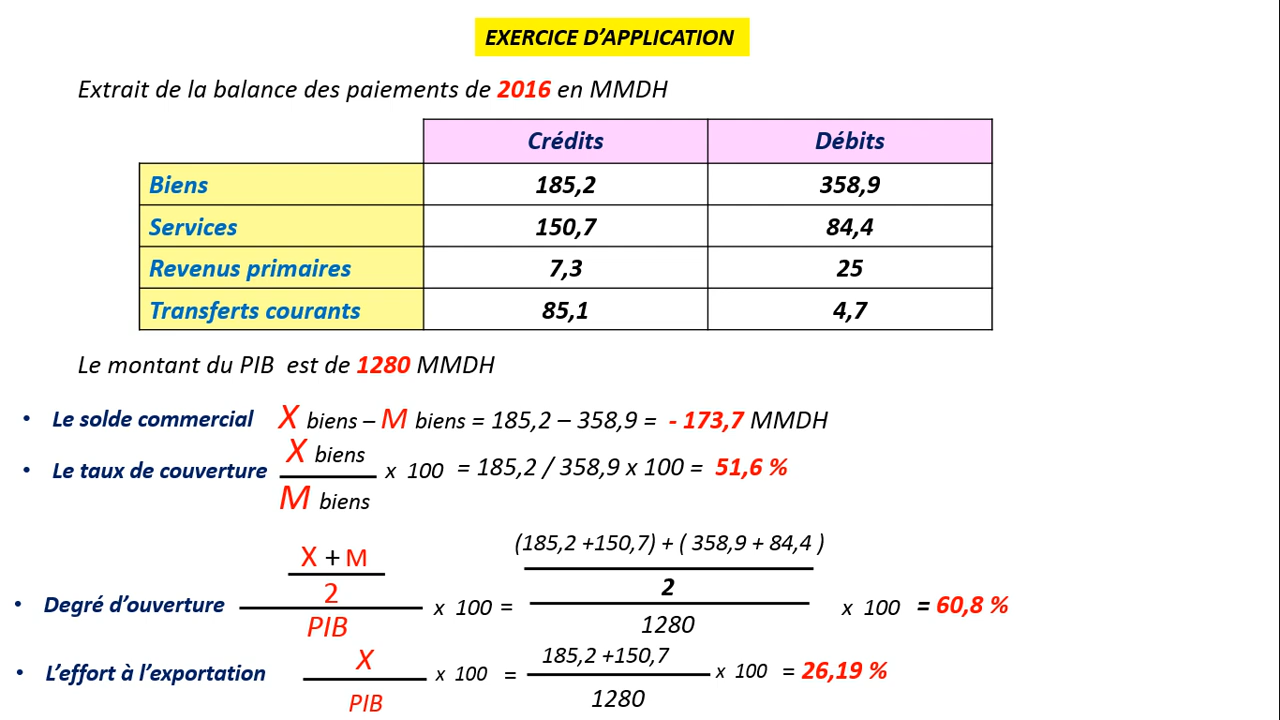 EXERCICE D’APPLICATION
Extrait de la balance des paiements de 2016 en MMDH
Crédits Débits
Biens 185,2 358,9
Services 150,7 84,4
Revenus primaires 7,3 25
Transferts courants 85,1 4,7
Le montant du PIB est de 1280 MMDH
• Le solde commercial X biens – M biens = 185,2 – 358,9 = - 173,7 MMDH
X biens
• Le taux de couverture x 100 = 185,2 / 358,9 x 100 = 51,6 %
M biens
X + M (185,2 +150,7) + ( 358,9 + 84,4 )
2 2
• Degré d’ouverture x 100 = x 100 = 60,8 %
PIB 1280
X 185,2 +150,7
• L’effort à l’exportation x 100 = x 100 = 26,19 %
PIB 1280